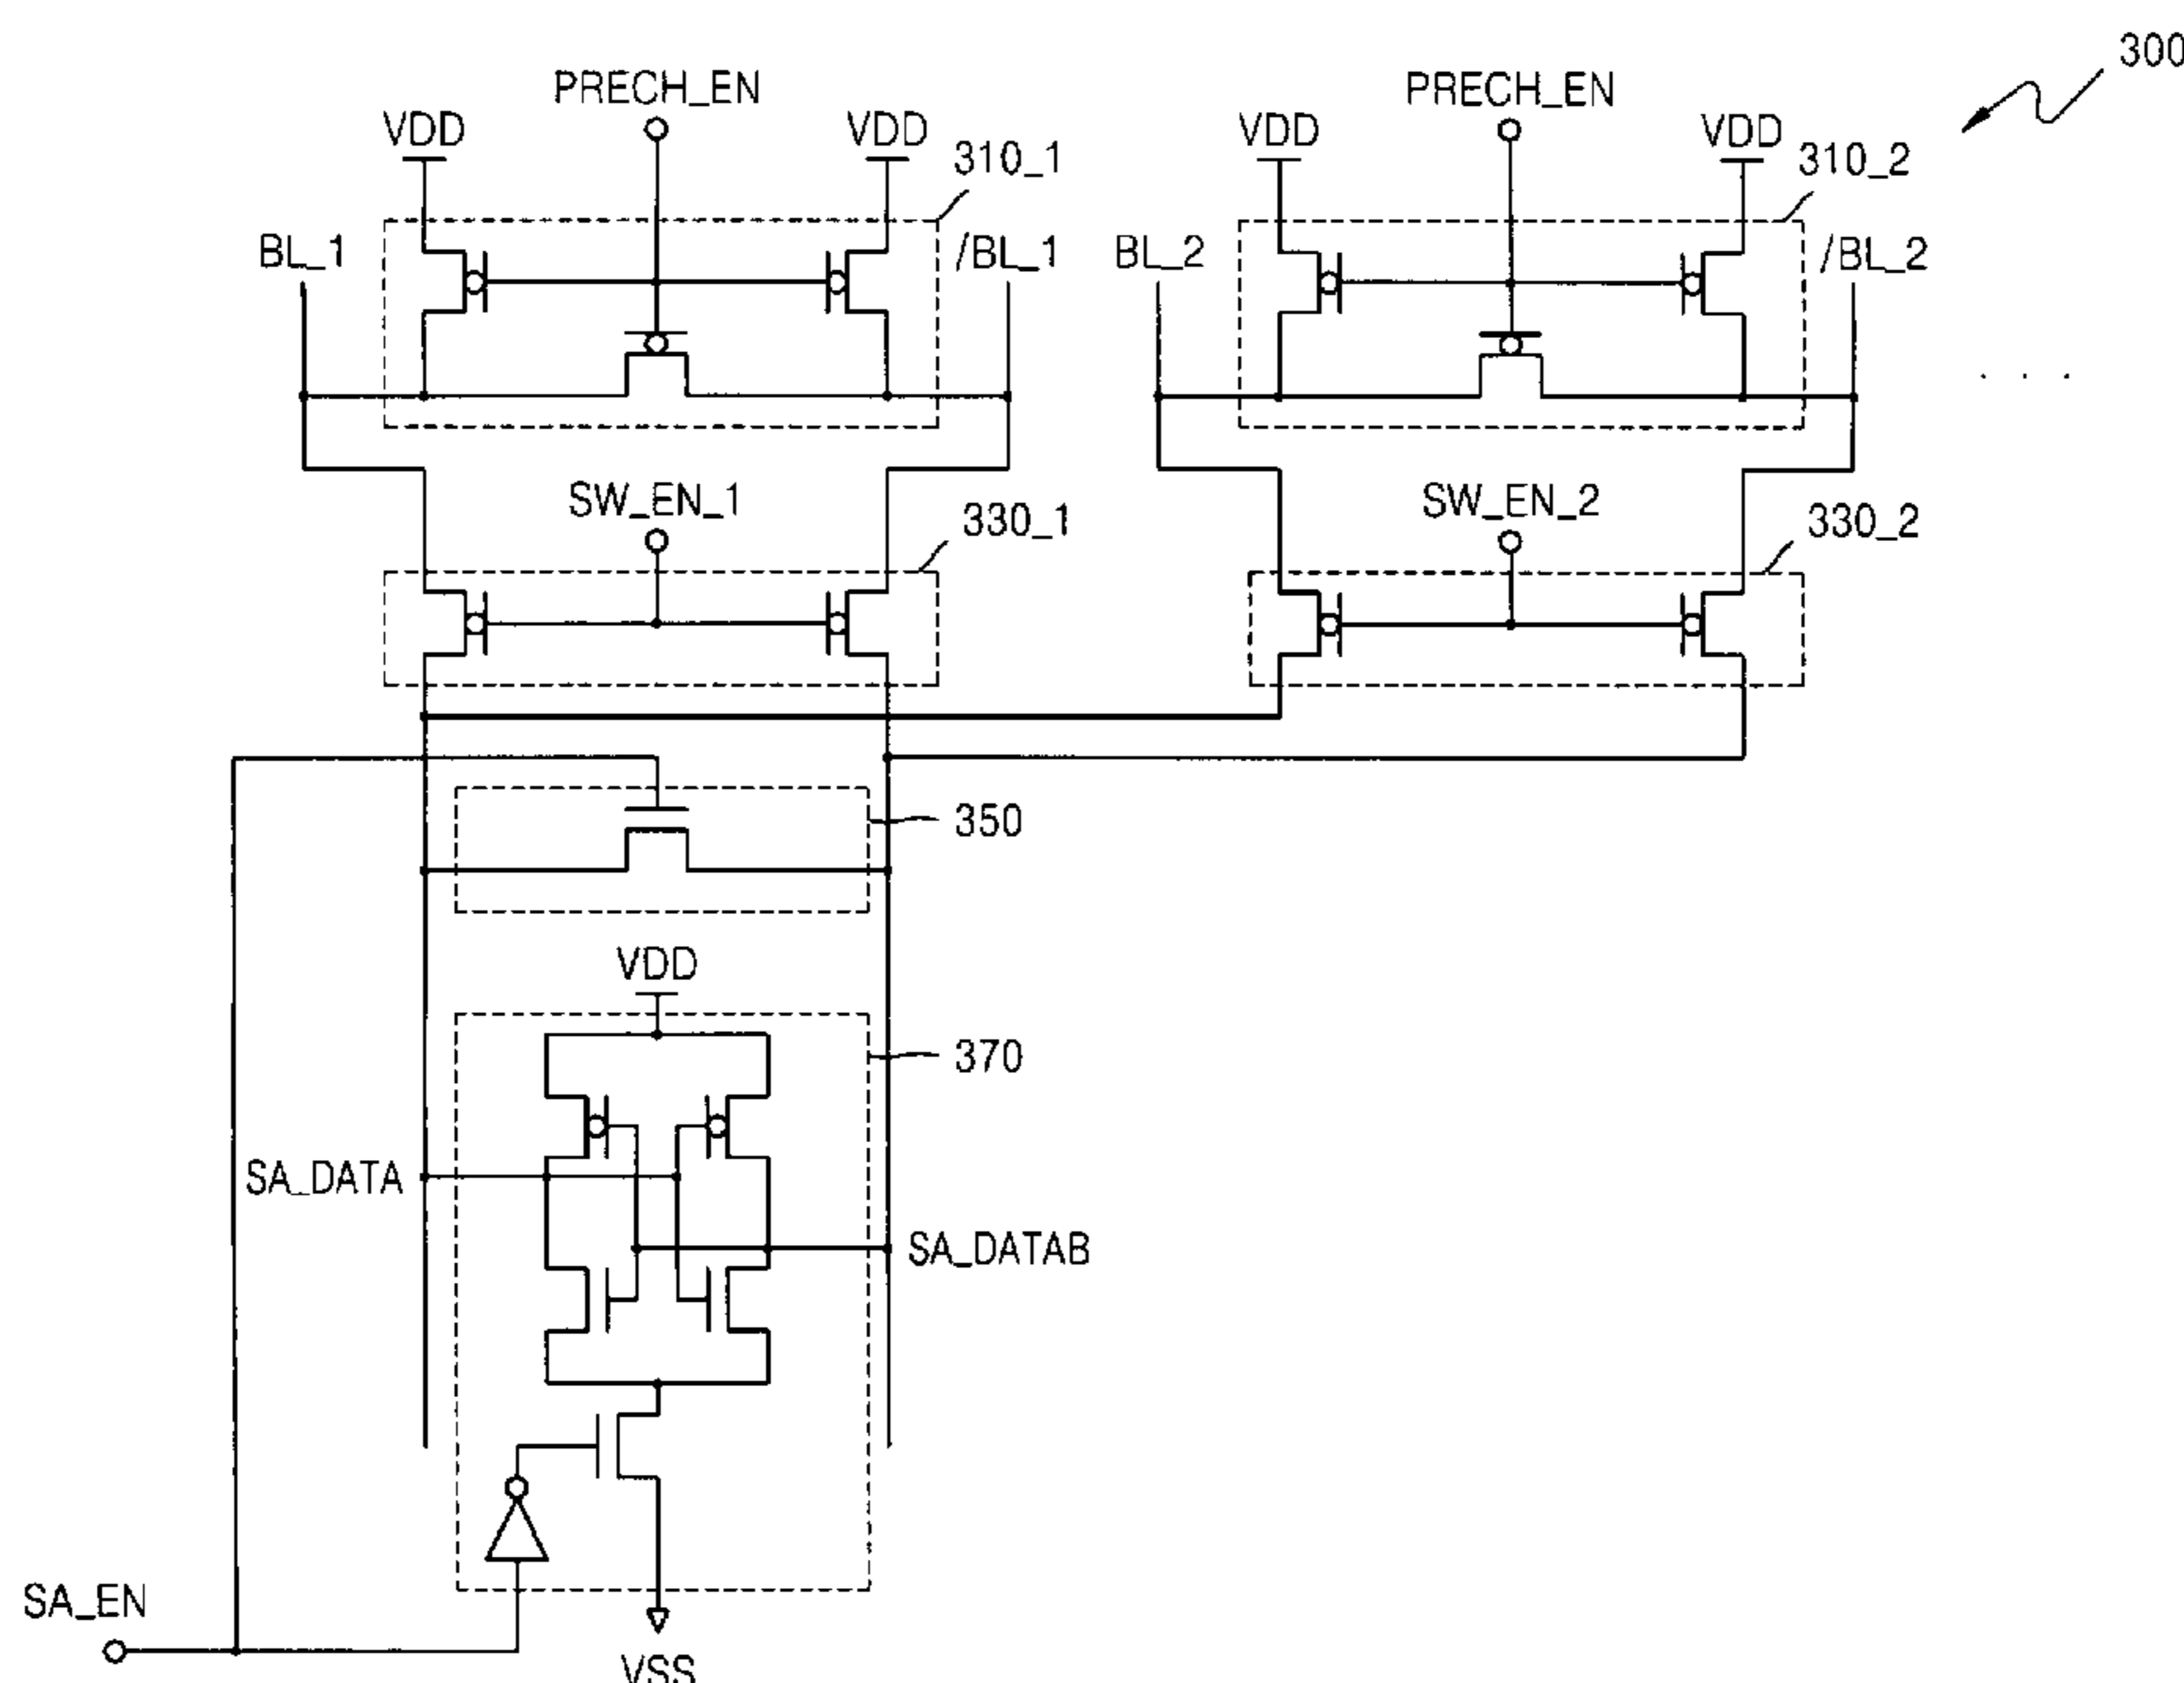 300
PRECH_EN
PRECH_EN
VDD
VDD
VDD
VDD
310_1
310_2
BL_1
/BL_1
BL_2
/BL_2
. . .
SW_EN_1
330_1
SW_EN_2
330_2
350
VDD
370
SA_DATA
SA_DATAB
SA_EN
VSS